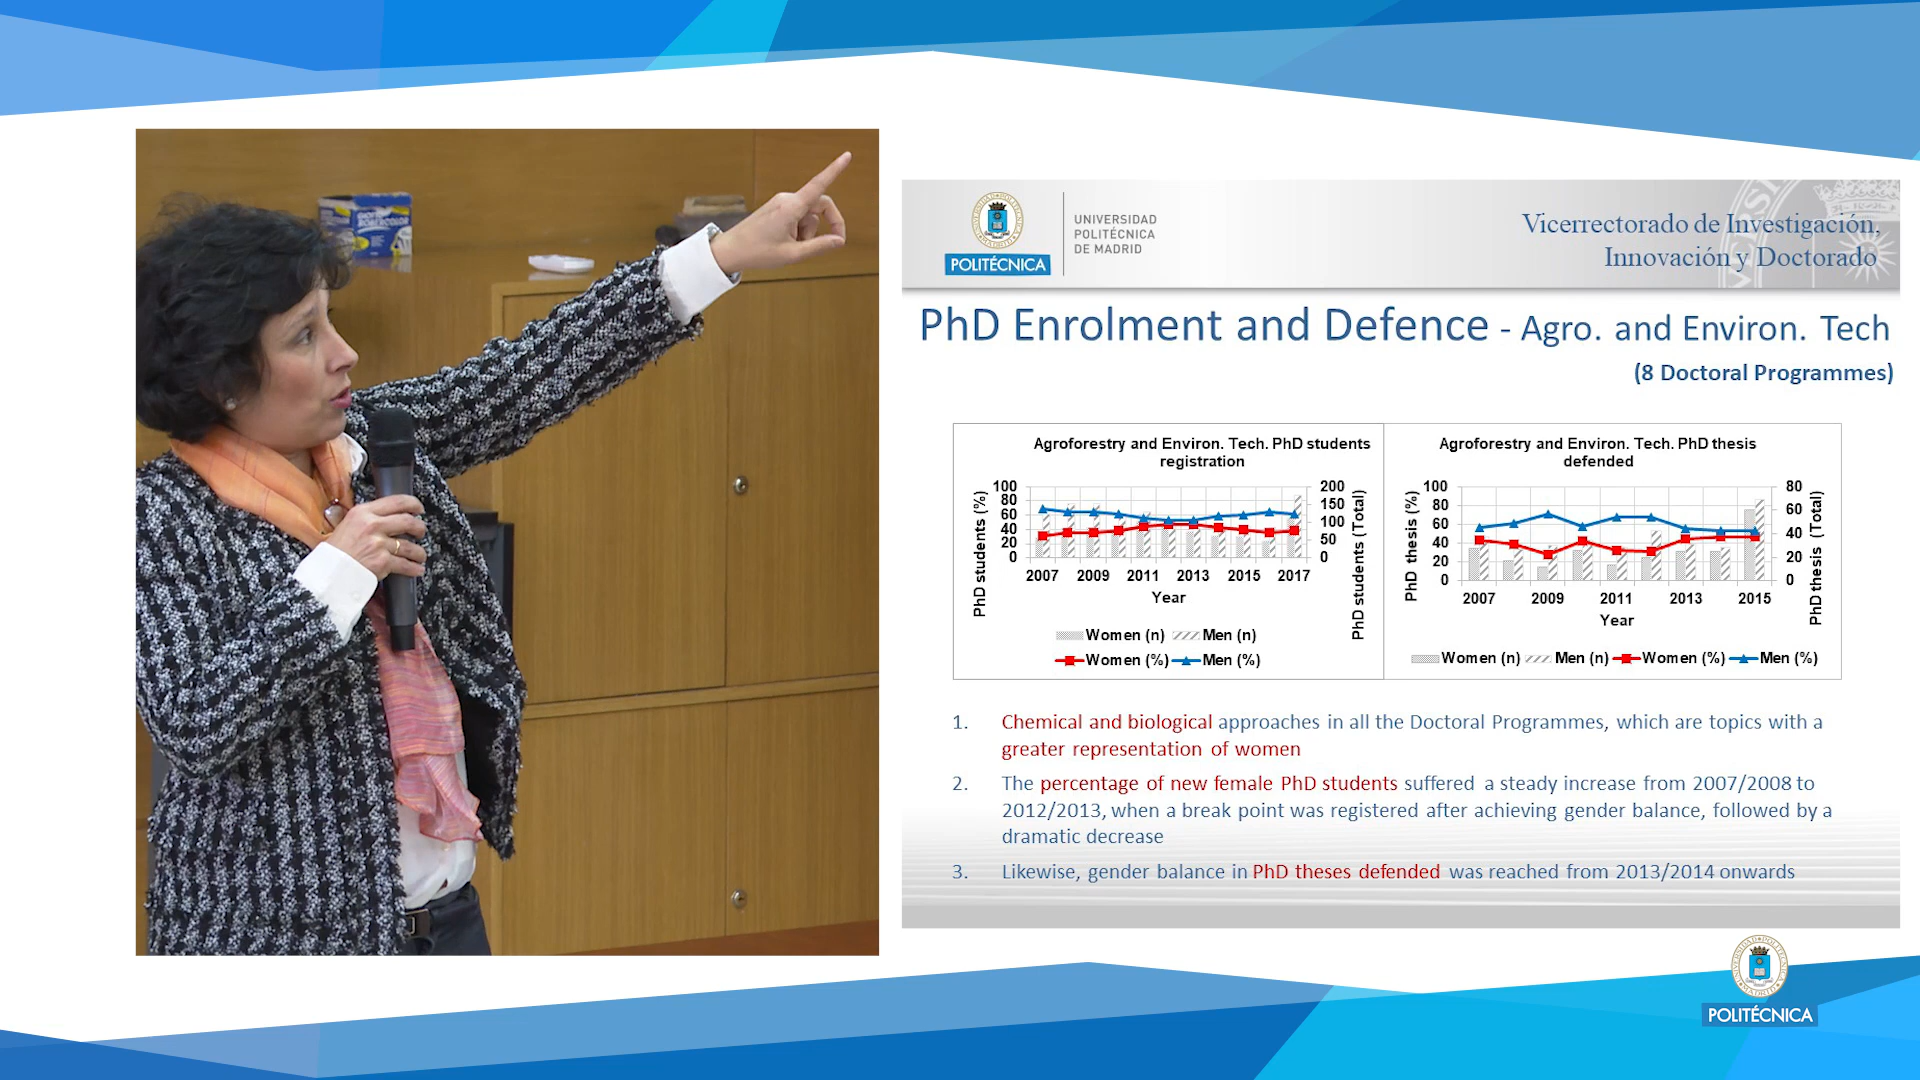 UNIVERSIDAD
POLITÉCNICA
DE MADRID
POLITÉCNICA
Vicerrectorado de Investigación,
Innovación y Doctorado
PhD Enrolment and Defence - Agro. and Environ. Tech
(8 Doctoral Programmes)
Agroforestry and Environ. Tech. PhD students
registration
PhD students (%)
100
80
60
40
20
0
200
150
100
50
0
PhD students (Total)
2007 2009 2011 2013 2015 2017
Year
Women (n) Men (n)
Women (%) Men (%)
Agroforestry and Environ. Tech. PhD thesis
defended
PhD thesis (%)
100
80
60
40
20
0
80
60
40
20
0
PhD thesis (Total)
2007 2009 2011 2013 2015
Year
Women (n) Men (n) Women (%) Men (%)
1. Chemical and biological approaches in all the Doctoral Programmes, which are topics with a
greater representation of women
2. The percentage of new female PhD students suffered a steady increase from 2007/2008 to
2012/2013, when a break point was registered after achieving gender balance, followed by a
dramatic decrease
3. Likewise, gender balance in PhD theses defended was reached from 2013/2014 onwards
POLITÉCNICA